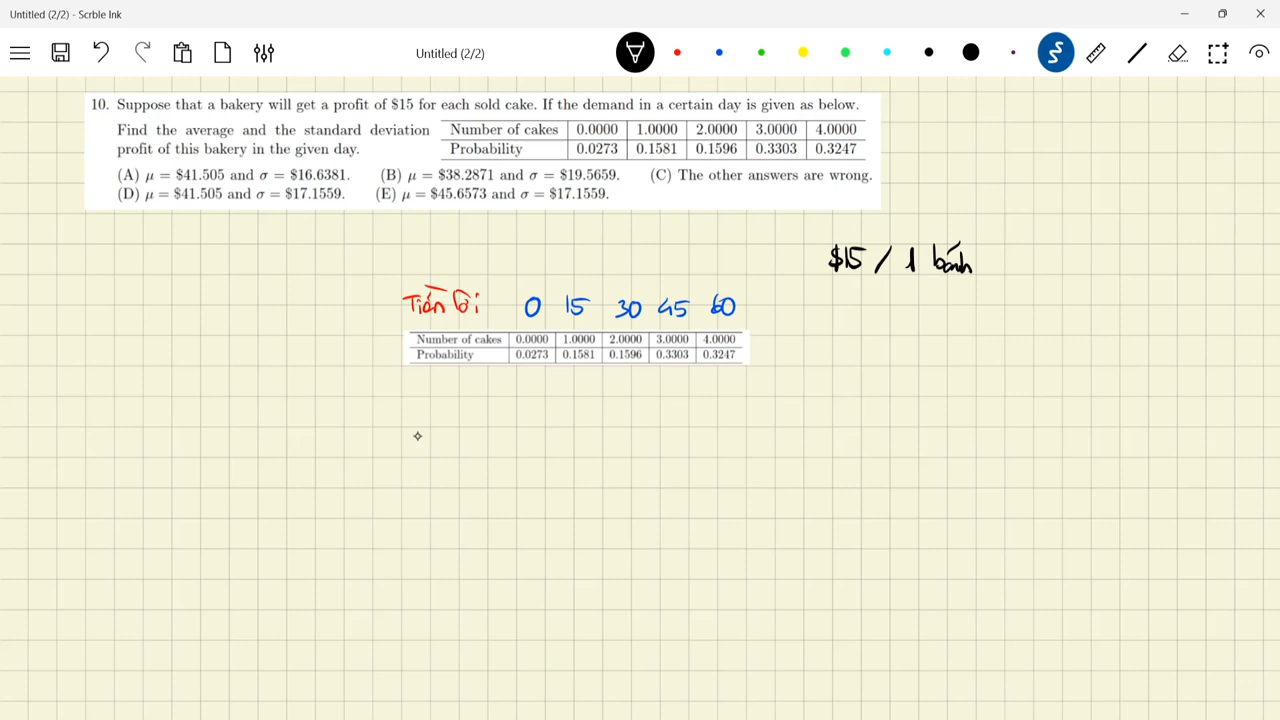 Untitled (2/2) - Scrble Ink
Untitled (2/2)
10. Suppose that a bakery will get a profit of $15 for each sold cake. If the demand in a certain day is given as below.
Find the average and the standard deviation profit of this bakery in the given day.
Number of cakes 0.0000 1.0000 2.0000 3.0000 4.0000
Probability 0.0273 0.1581 0.1596 0.3303 0.3247
(A) μ = $41.505 and σ = $16.6381. (B) μ = $38.2871 and σ = $19.5659. (C) The other answers are wrong.
(D) μ = $41.505 and σ = $17.1559. (E) μ = $45.6573 and σ = $17.1559.
$15 / 1 bánh
Tiền lời 0 15 30 45 60
Number of cakes 0.0000 1.0000 2.0000 3.0000 4.0000
Probability 0.0273 0.1581 0.1596 0.3303 0.3247